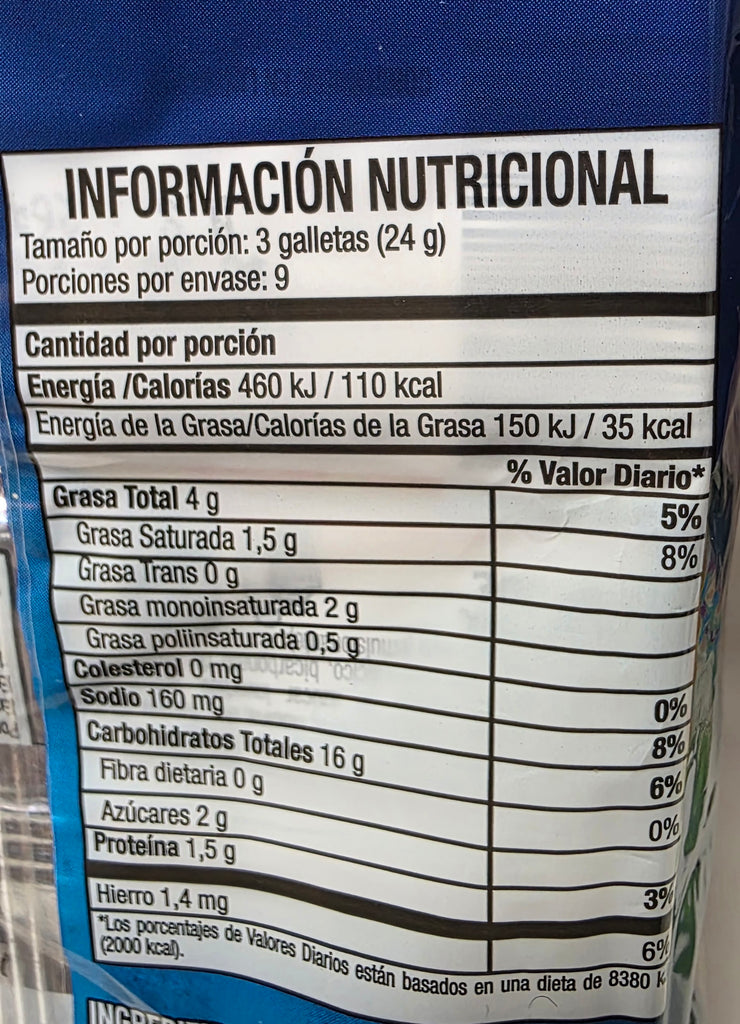 INFORMACIÓN NUTRICIONAL
Tamaño por porción: 3 galletas (24 g)
Porciones por envase: 9
Cantidad por porción
Energía /Calorías 460 kJ / 110 kcal
Energía de la Grasa/Calorías de la Grasa 150 kJ / 35 kcal
% Valor Diario*
Grasa Total 4 g 5%
Grasa Saturada 1,5 g 8%
Grasa Trans 0 g
Grasa monoinsaturada 2 g
Grasa poliinsaturada 0,5 g
Colesterol 0 mg 0%
Sodio 160 mg 8%
Carbohidratos Totales 16 g 6%
Fibra dietaria 0 g 0%
Azúcares 2 g
Proteína 1,5 g 3%
Hierro 1,4 mg 6%
*Los porcentajes de Valores Diarios están basados en una dieta de 8380 k
(2000 kcal).